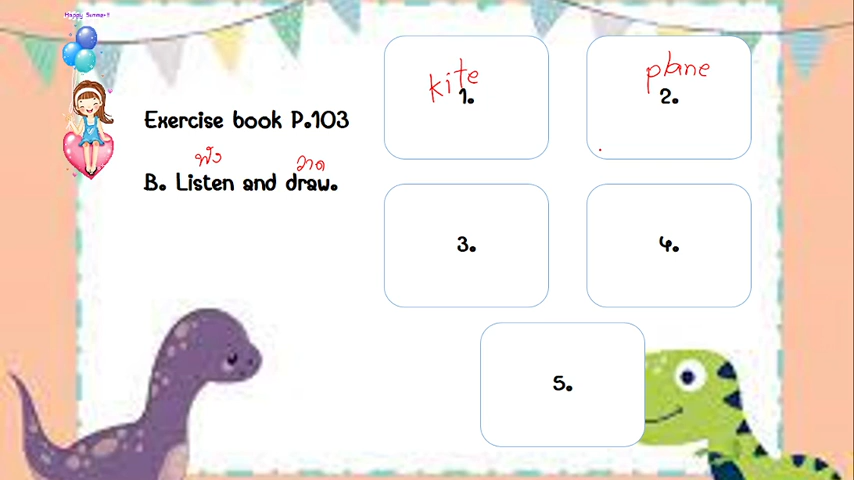 Happy Summer!!
Exercise book P.103
ฟัง วาด
B. Listen and draw.
kite
1.
plane
2.
3.
4.
5.